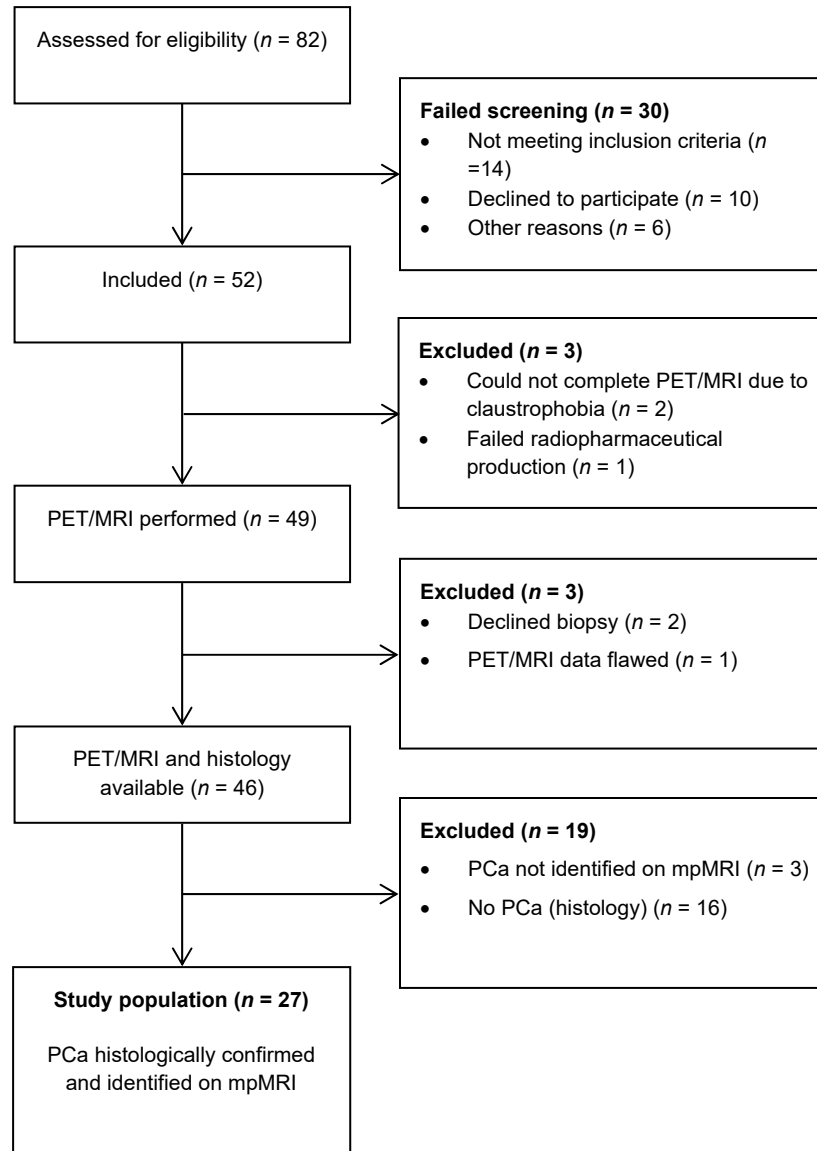 Assessed for eligibility (n = 82)
Failed screening (n = 30)
• Not meeting inclusion criteria (n
=14)
• Declined to participate (n = 10)
• Other reasons (n = 6)
Included (n = 52)
Excluded (n = 3)
• Could not complete PET/MRI due to
claustrophobia (n = 2)
• Failed radiopharmaceutical
production (n = 1)
PET/MRI performed (n = 49)
Excluded (n = 3)
• Declined biopsy (n = 2)
• PET/MRI data flawed (n = 1)
PET/MRI and histology
available (n = 46)
Excluded (n = 19)
• PCa not identified on mpMRI (n = 3)
• No PCa (histology) (n = 16)
Study population (n = 27)
PCa histologically confirmed
and identified on mpMRI